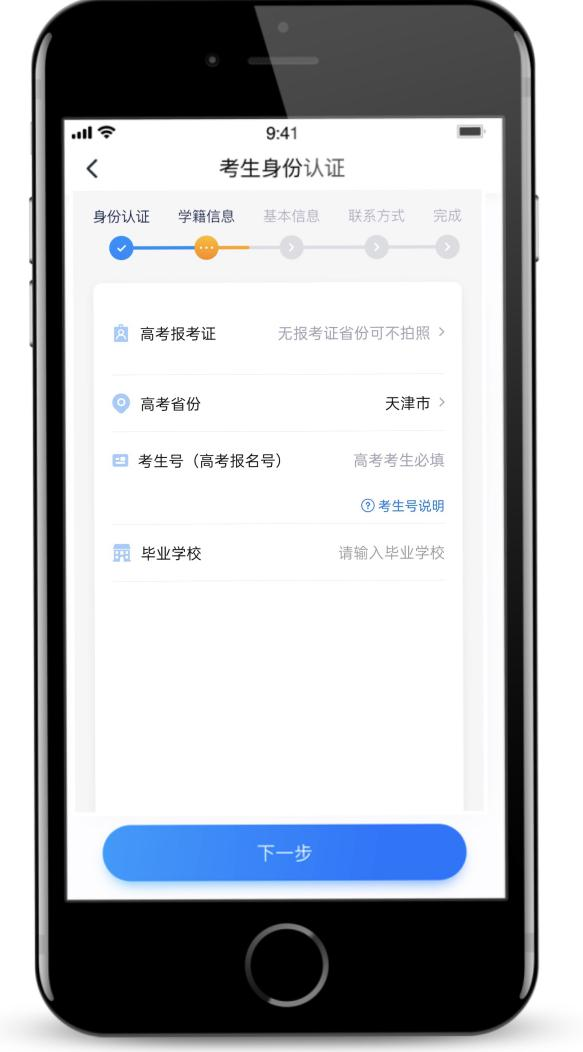 9:41
考生身份认证
身份认证 学籍信息 基本信息 联系方式 完成
高考报考证 无报考证省份可不拍照
高考省份 天津市
考生号（高考报名号） 高考考生必填
考生号说明
毕业学校 请输入毕业学校
下一步